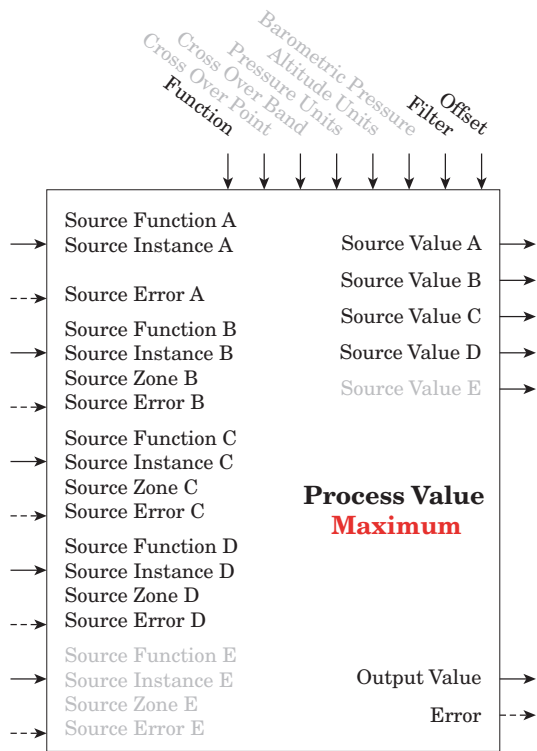 Function
Cross Over Point
Cross Over Band
Pressure Units
Altitude Units
Barometric Pressure
Filter
Offset
Source Function A
Source Instance A
Source Error A
Source Function B
Source Instance B
Source Zone B
Source Error B
Source Function C
Source Instance C
Source Zone C
Source Error C
Source Function D
Source Instance D
Source Zone D
Source Error D
Source Function E
Source Instance E
Source Zone E
Source Error E
Source Value A
Source Value B
Source Value C
Source Value D
Source Value E
Process Value
Maximum
Output Value
Error